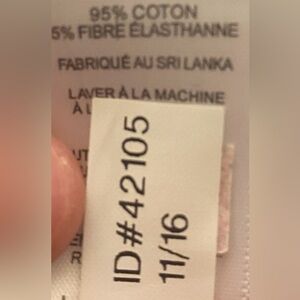 95% COTON
5% FIBRE ÉLASTHANNE
FABRIQUÉ AU SRI LANKA
LAVER À LA MACHINE
ID#42105
11/16